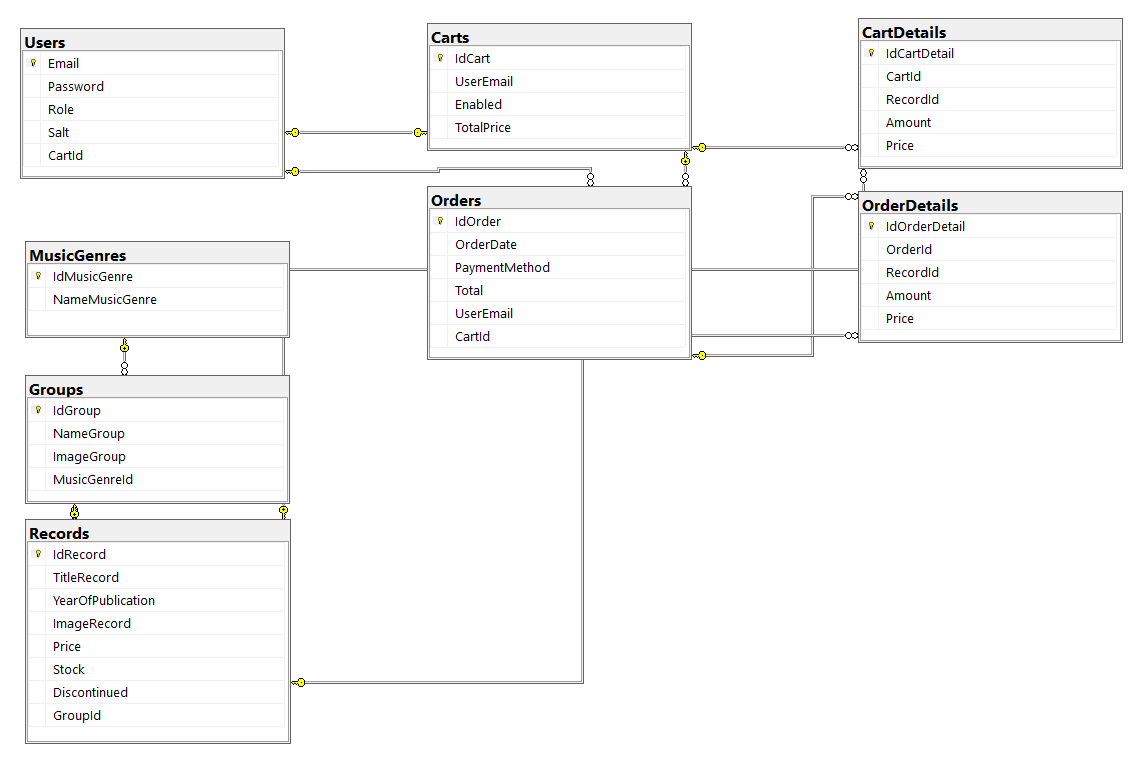 Users
Email
Password
Role
Salt
CartId
Carts
IdCart
UserEmail
Enabled
TotalPrice
CartDetails
IdCartDetail
CartId
RecordId
Amount
Price
Orders
IdOrder
OrderDate
PaymentMethod
Total
UserEmail
CartId
OrderDetails
IdOrderDetail
OrderId
RecordId
Amount
Price
MusicGenres
IdMusicGenre
NameMusicGenre
Groups
IdGroup
NameGroup
ImageGroup
MusicGenreId
Records
IdRecord
TitleRecord
YearOfPublication
ImageRecord
Price
Stock
Discontinued
GroupId